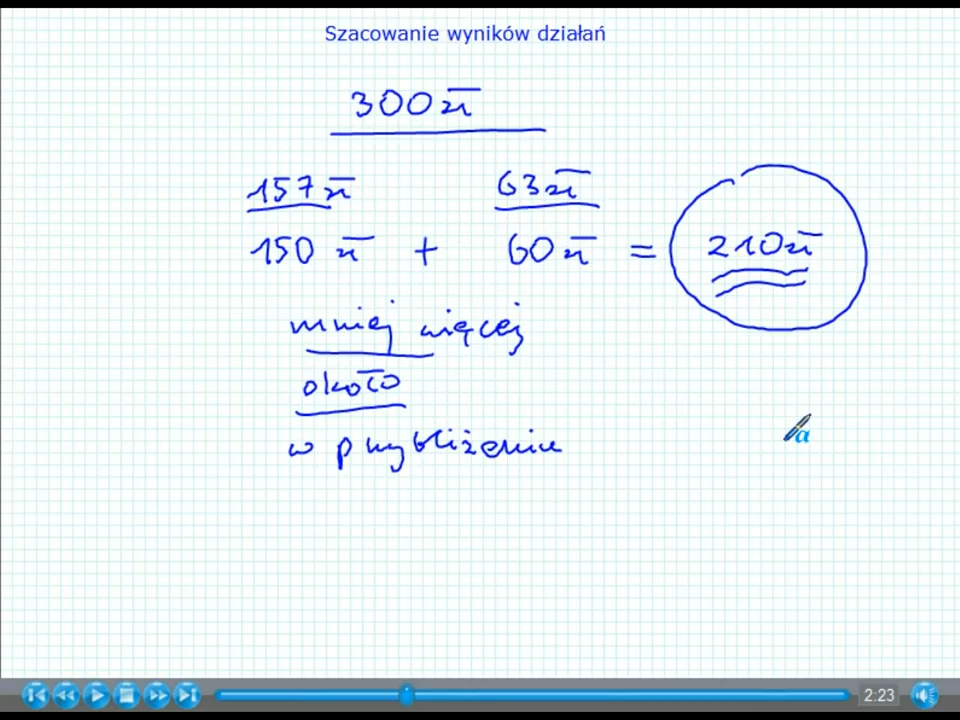 Szacowanie wyników działań
300 zł
157 zł 63 zł
150 zł + 60 zł = 210 zł
mniej więcej
około
w przybliżeniu
2:23